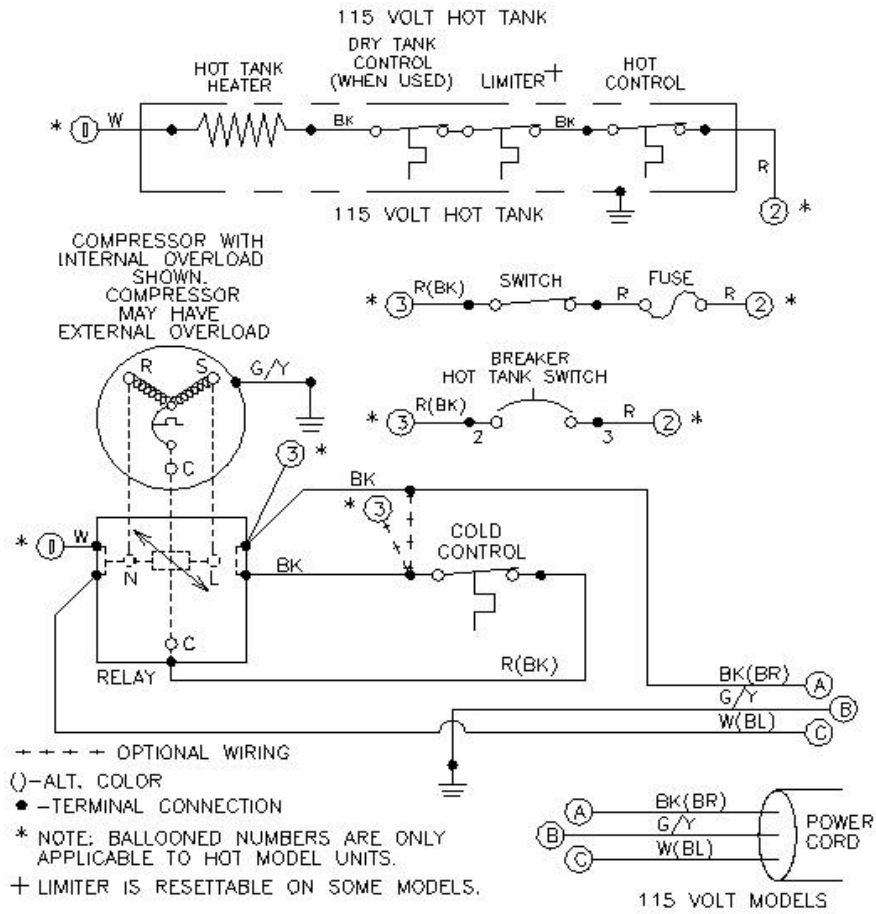 115 VOLT HOT TANK
DRY TANK
CONTROL
(WHEN USED)
HOT TANK
HEATER
LIMITER+
HOT
CONTROL
* 0 W
BK
BK
R
2 *
115 VOLT HOT TANK
COMPRESSOR WITH
INTERNAL OVERLOAD
SHOWN.
COMPRESSOR
MAY HAVE
EXTERNAL OVERLOAD
* 3 R(BK) SWITCH R FUSE R 2 *
R S G/Y
C
BREAKER
HOT TANK SWITCH
* 3 R(BK) 2 3 R 2 *
3 *
BK
* 3
COLD
CONTROL
* 0 W
N L
BK
C
RELAY
R(BK)
BK(BR) A
G/Y B
W(BL) C
+ + + OPTIONAL WIRING
()-ALT. COLOR
-TERMINAL CONNECTION
* NOTE: BALLOONED NUMBERS ARE ONLY
APPLICABLE TO HOT MODEL UNITS.
+ LIMITER IS RESETTABLE ON SOME MODELS.
A BK(BR)
B G/Y
C W(BL)
POWER
CORD
115 VOLT MODELS